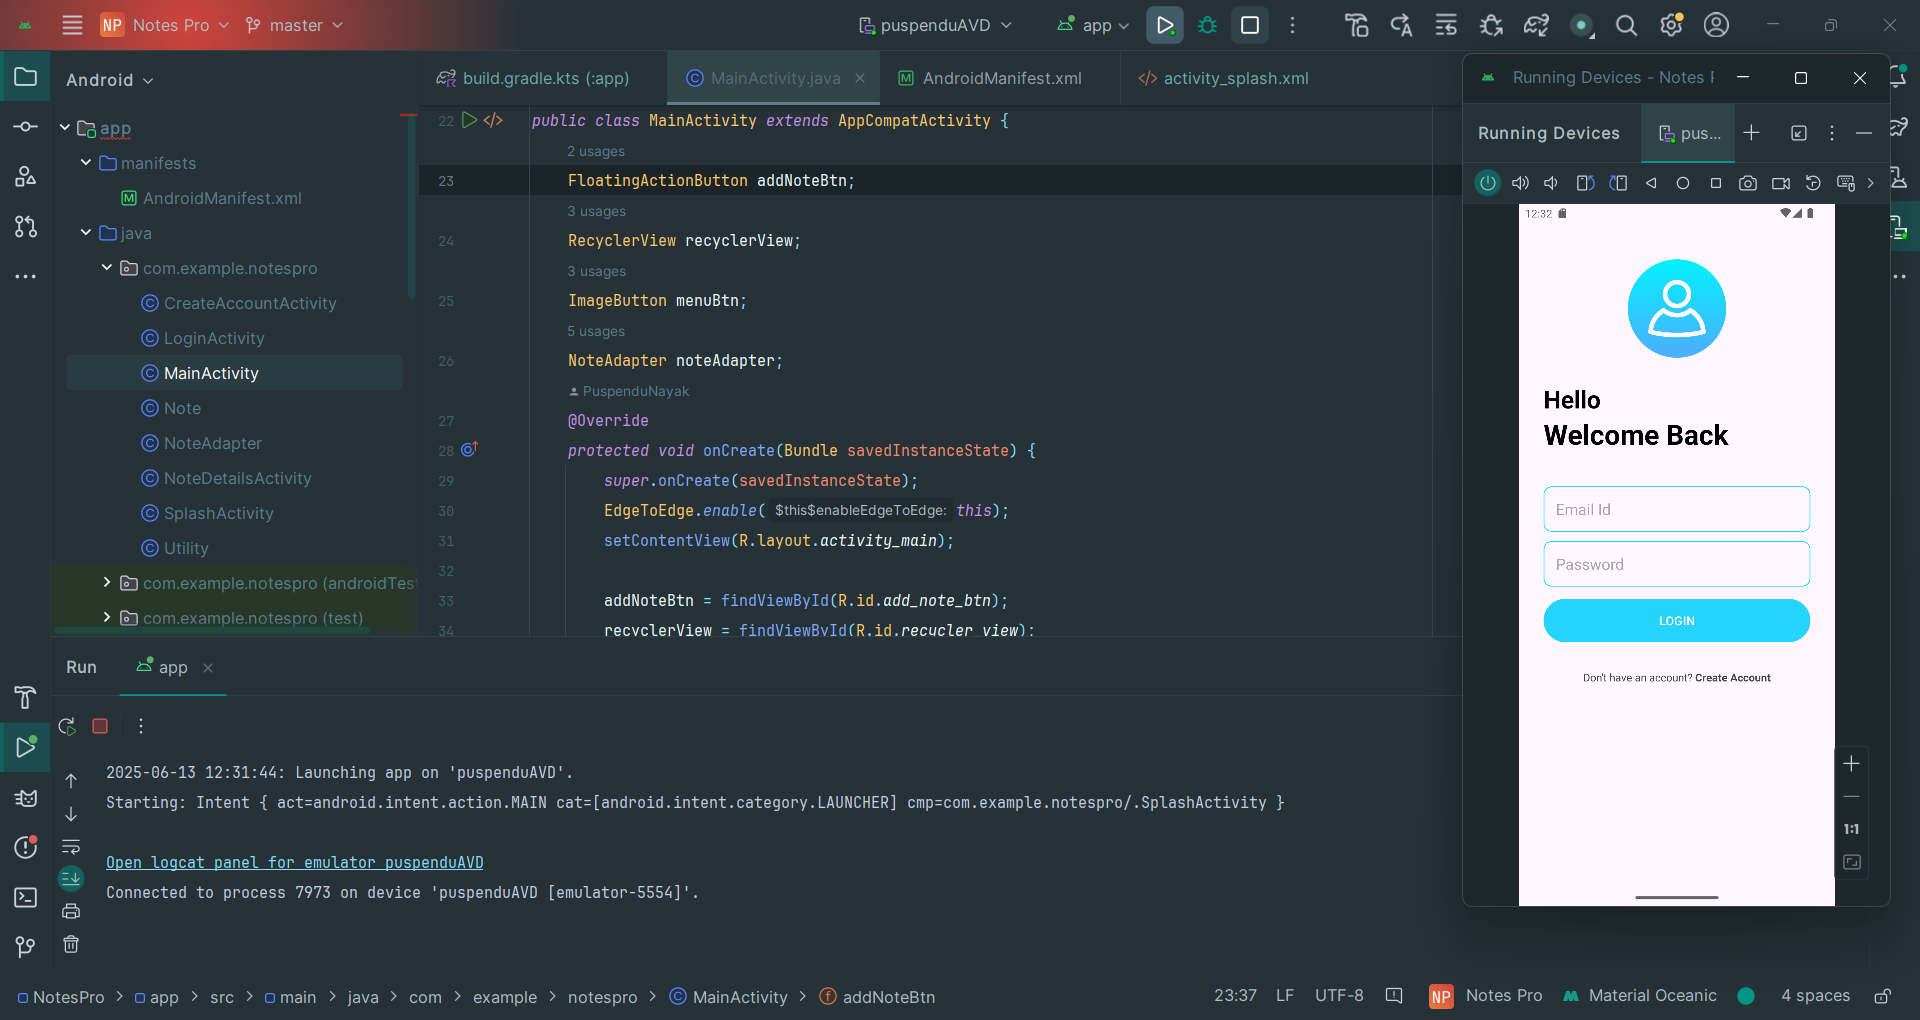 NP Notes Pro master puspenduAVD app
Android
app
manifests
AndroidManifest.xml
java
com.example.notespro
CreateAccountActivity
LoginActivity
MainActivity
Note
NoteAdapter
NoteDetailsActivity
SplashActivity
Utility
com.example.notespro (androidTest
com.example.notespro (test)
build.gradle.kts (:app) MainActivity.java AndroidManifest.xml activity_splash.xml
22 public class MainActivity extends AppCompatActivity {
2 usages
23 FloatingActionButton addNoteBtn;
3 usages
24 RecyclerView recyclerView;
3 usages
25 ImageButton menuBtn;
5 usages
26 NoteAdapter noteAdapter;
PuspenduNayak
27 @Override
28 protected void onCreate(Bundle savedInstanceState) {
29 super.onCreate(savedInstanceState);
30 EdgeToEdge.enable( $this$enableEdgeToEdge: this);
31 setContentView(R.layout.activity_main);
32
33 addNoteBtn = findViewById(R.id.add_note_btn);
34 recyclerView = findViewById(R.id.recycler_view);
Running Devices - Notes P
Running Devices pus...
12:32
Hello
Welcome Back
Email Id
Password
LOGIN
Don't have an account? Create Account
1:1
Run app
2025-06-13 12:31:44: Launching app on 'puspenduAVD'.
Starting: Intent { act=android.intent.action.MAIN cat=[android.intent.category.LAUNCHER] cmp=com.example.notespro/.SplashActivity }
Open logcat panel for emulator puspenduAVD
Connected to process 7973 on device 'puspenduAVD [emulator-5554]'.
NotesPro > app > src > main > java > com > example > notespro > MainActivity > addNoteBtn
23:37 LF UTF-8 NP Notes Pro Material Oceanic 4 spaces